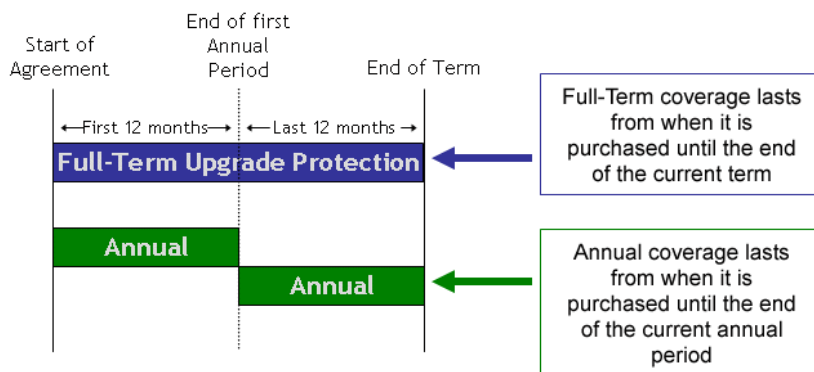 Start of
Agreement
End of first
Annual
Period
End of Term
←First 12 months→
←Last 12 months →
Full-Term Upgrade Protection
Full-Term coverage lasts
from when it is
purchased until the end
of the current term
Annual
Annual
Annual coverage lasts
from when it is
purchased until the end
of the current annual
period